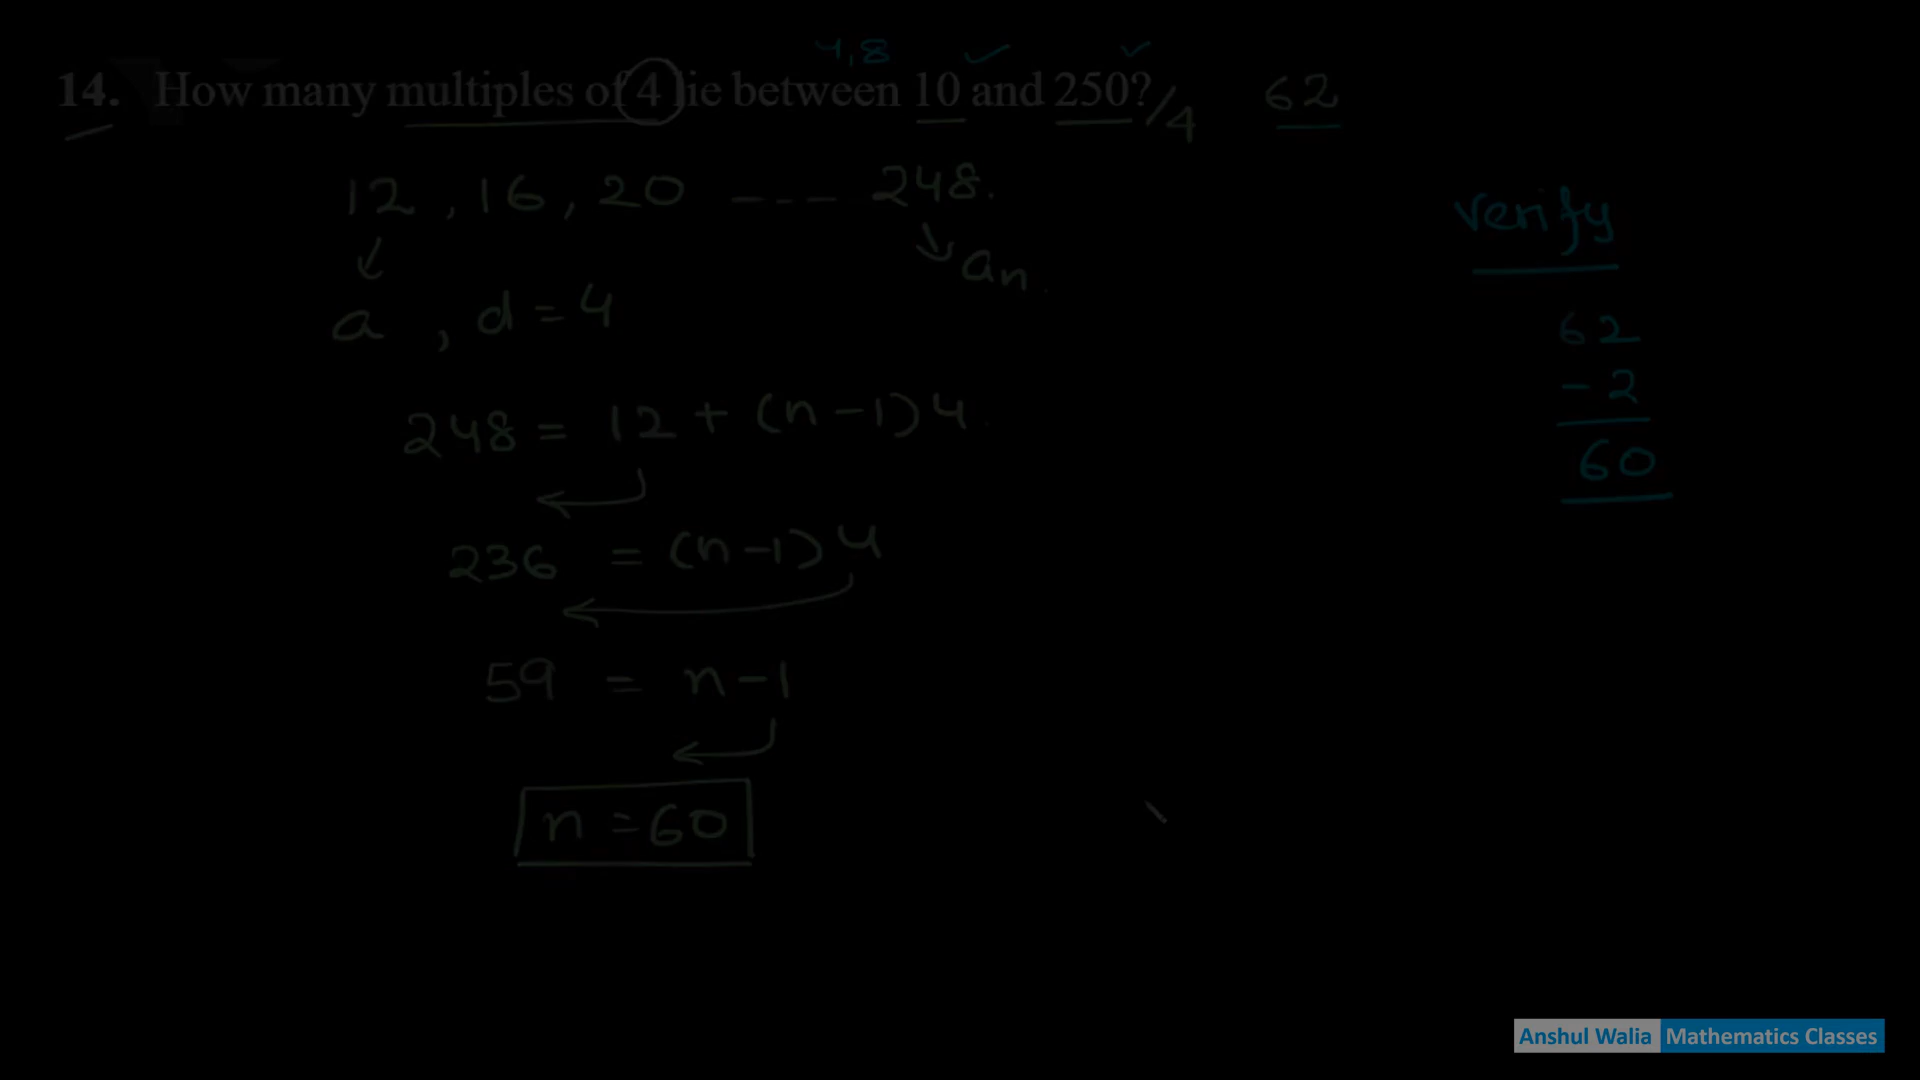 4,8 ✓ ✓
14. How many multiples of 4 lie between 10 and 250? /4 62
12, 16, 20 ---- 248.
an.
a, d = 4
248 = 12 + (n-1)4.
236 = (n-1)4
59 = n-1
n = 60
Verify
62
-2
60
Anshul Walia Mathematics Classes